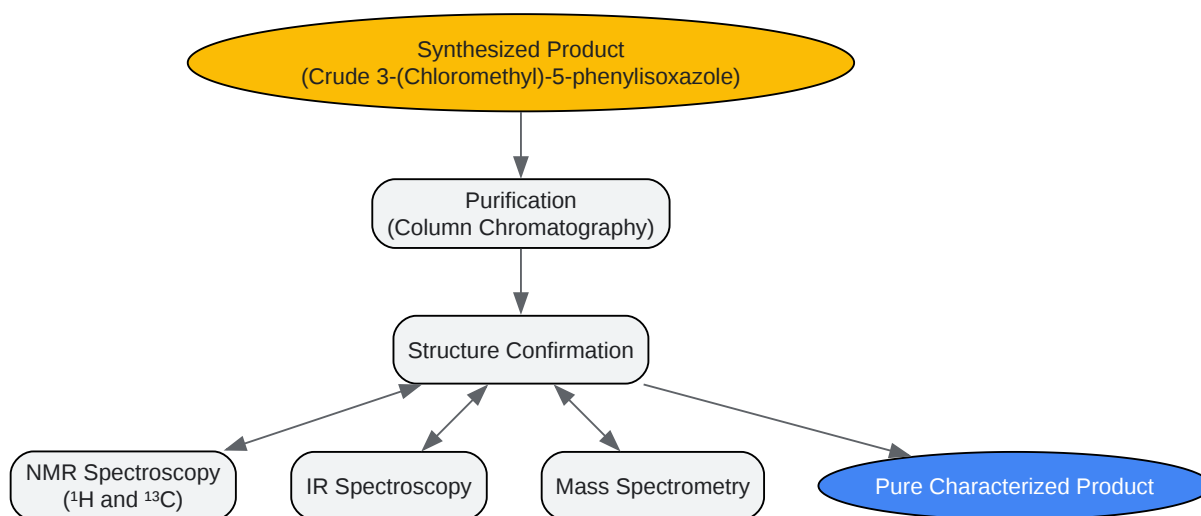 Synthesized Product
(Crude 3-(Chloromethyl)-5-phenylisoxazole)
Purification
(Column Chromatography)
Structure Confirmation
NMR Spectroscopy
(¹H and ¹³C)
IR Spectroscopy
Mass Spectrometry
Pure Characterized Product